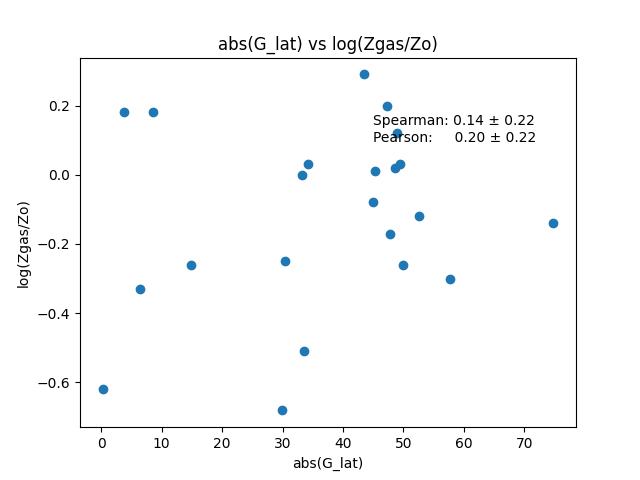 abs(G_lat) vs log(Zgas/Zo)
Spearman: 0.14 ± 0.22
Pearson: 0.20 ± 0.22
log(Zgas/Zo)
0.2
0.0
−0.2
−0.4
−0.6
0 10 20 30 40 50 60 70
abs(G_lat)